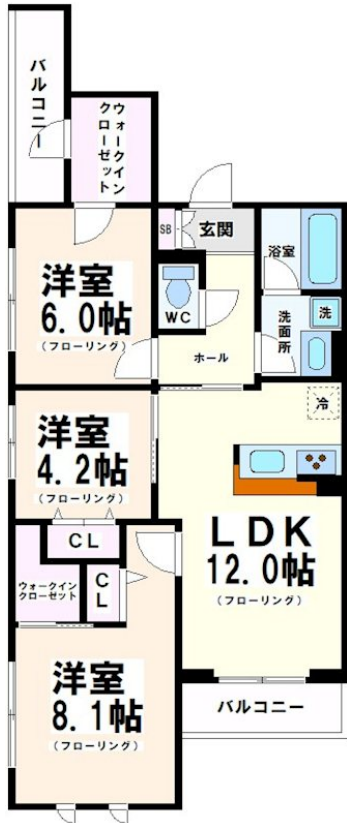 バルコニー
ウォークイン
クローゼット
SB
玄関
浴室
洋室
6.0帖
(フローリング)
WC
洗面所
洗
ホール
冷
洋室
4.2帖
(フローリング)
LDK
12.0帖
(フローリング)
CL
ウォークイン
クローゼット
CL
洋室
8.1帖
(フローリング)
バルコニー